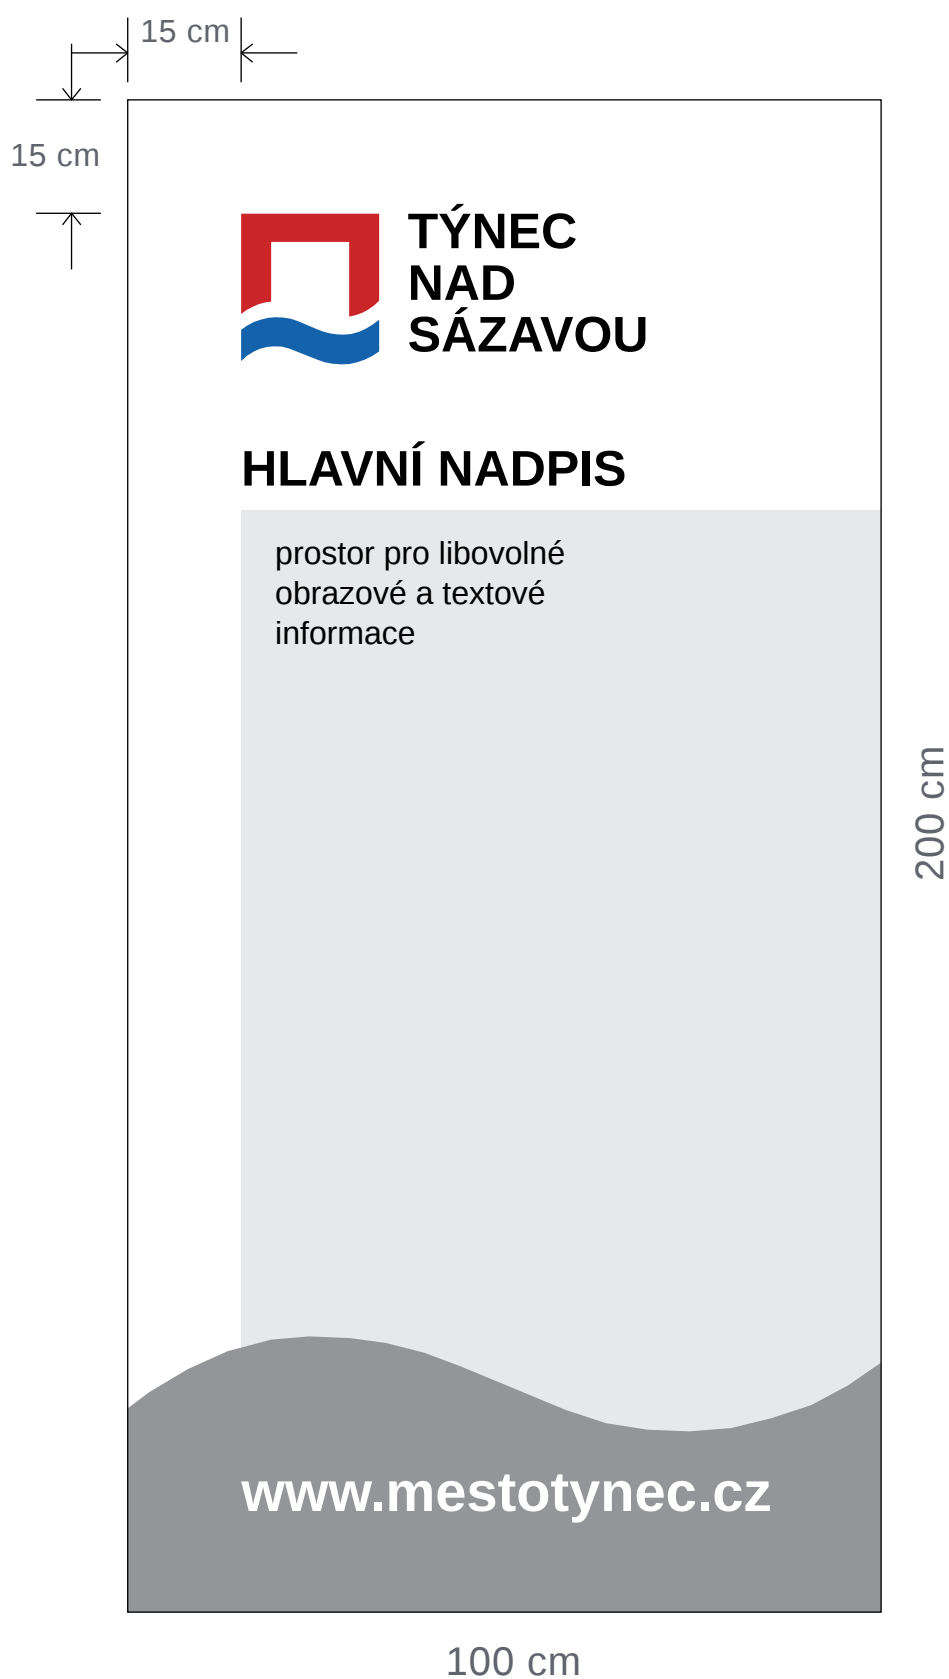 15 cm
15 cm
TÝNEC
NAD
SÁZAVOU
HLAVNÍ NADPIS
prostor pro libovolné
obrazové a textové
informace
200 cm
www.mestotynec.cz
100 cm